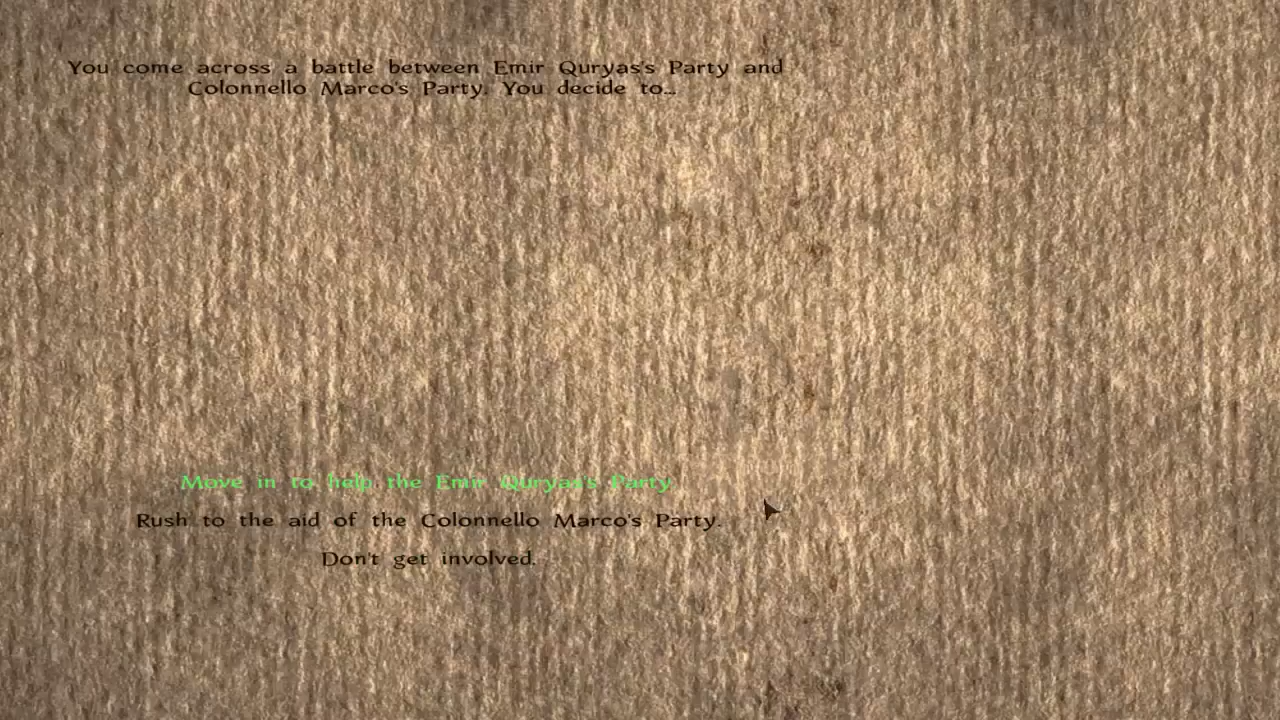 You come across a battle between Emir Quryas's Party and
Colonnello Marco's Party. You decide to...
Move in to help the Emir Quryas's Party.
Rush to the aid of the Colonnello Marco's Party.
Don't get involved.